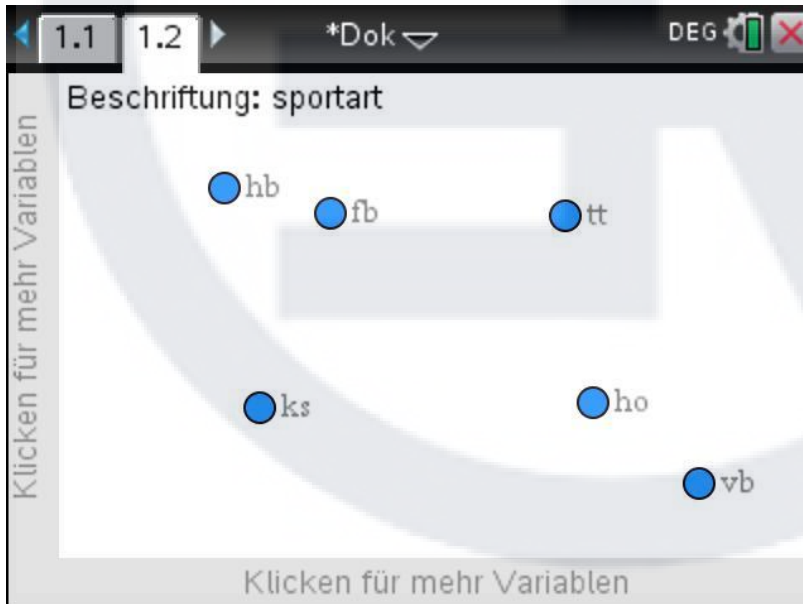 1.1 1.2 *Dok DEG
Beschriftung: sportart
Klicken für mehr Variablen
hb
fb
tt
ks
ho
vb
Klicken für mehr Variablen